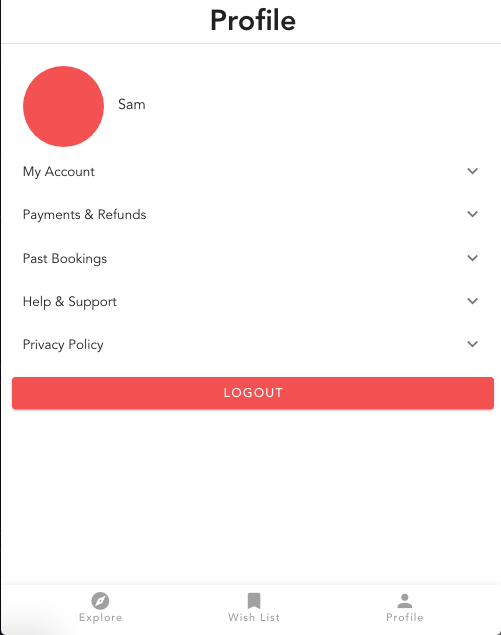 Profile
Sam
My Account
Payments & Refunds
Past Bookings
Help & Support
Privacy Policy
LOGOUT
Explore
Wish List
Profile